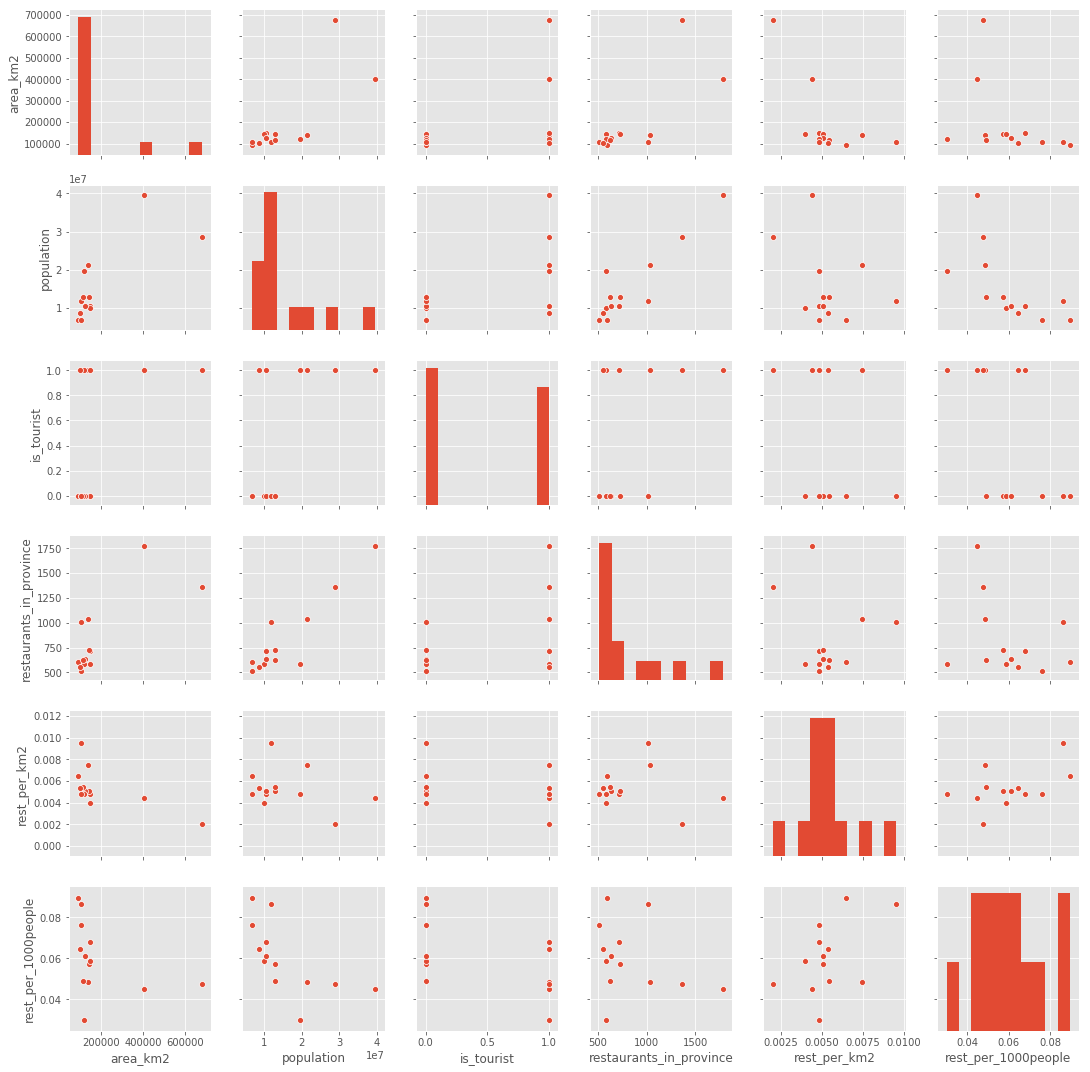 700000
600000
500000
400000
300000
200000
100000
area_km2
1e7
4
3
2
1
population
1.0
0.8
0.6
0.4
0.2
0.0
is_tourist
1750
1500
1250
1000
750
500
restaurants_in_province
0.012
0.010
0.008
0.006
0.004
0.002
0.000
rest_per_km2
0.08
0.06
0.04
rest_per_1000people
200000 400000 600000
area_km2
1 2 3 4
1e7
population
0.0 0.5 1.0
is_tourist
500 1000 1500
restaurants_in_province
0.0025 0.0050 0.0075 0.0100
rest_per_km2
0.04 0.06 0.08
rest_per_1000people